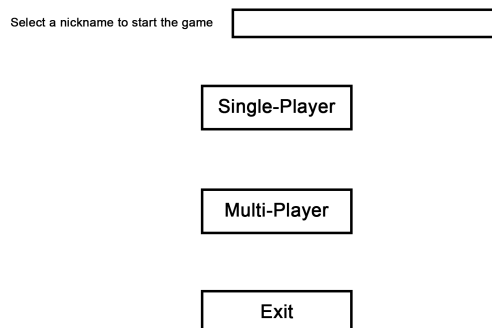 Select a nickname to start the game
Single-Player
Multi-Player
Exit